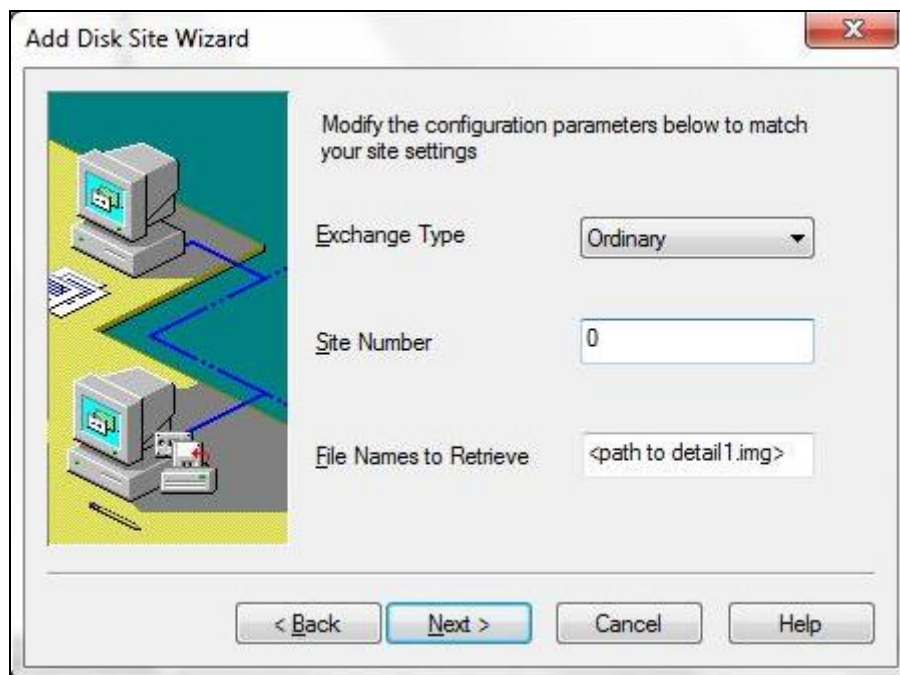 Add Disk Site Wizard
Modify the configuration parameters below to match
your site settings
Exchange Type
Ordinary
Site Number
0
File Names to Retrieve
<path to detail1.img>
< Back
Next >
Cancel
Help